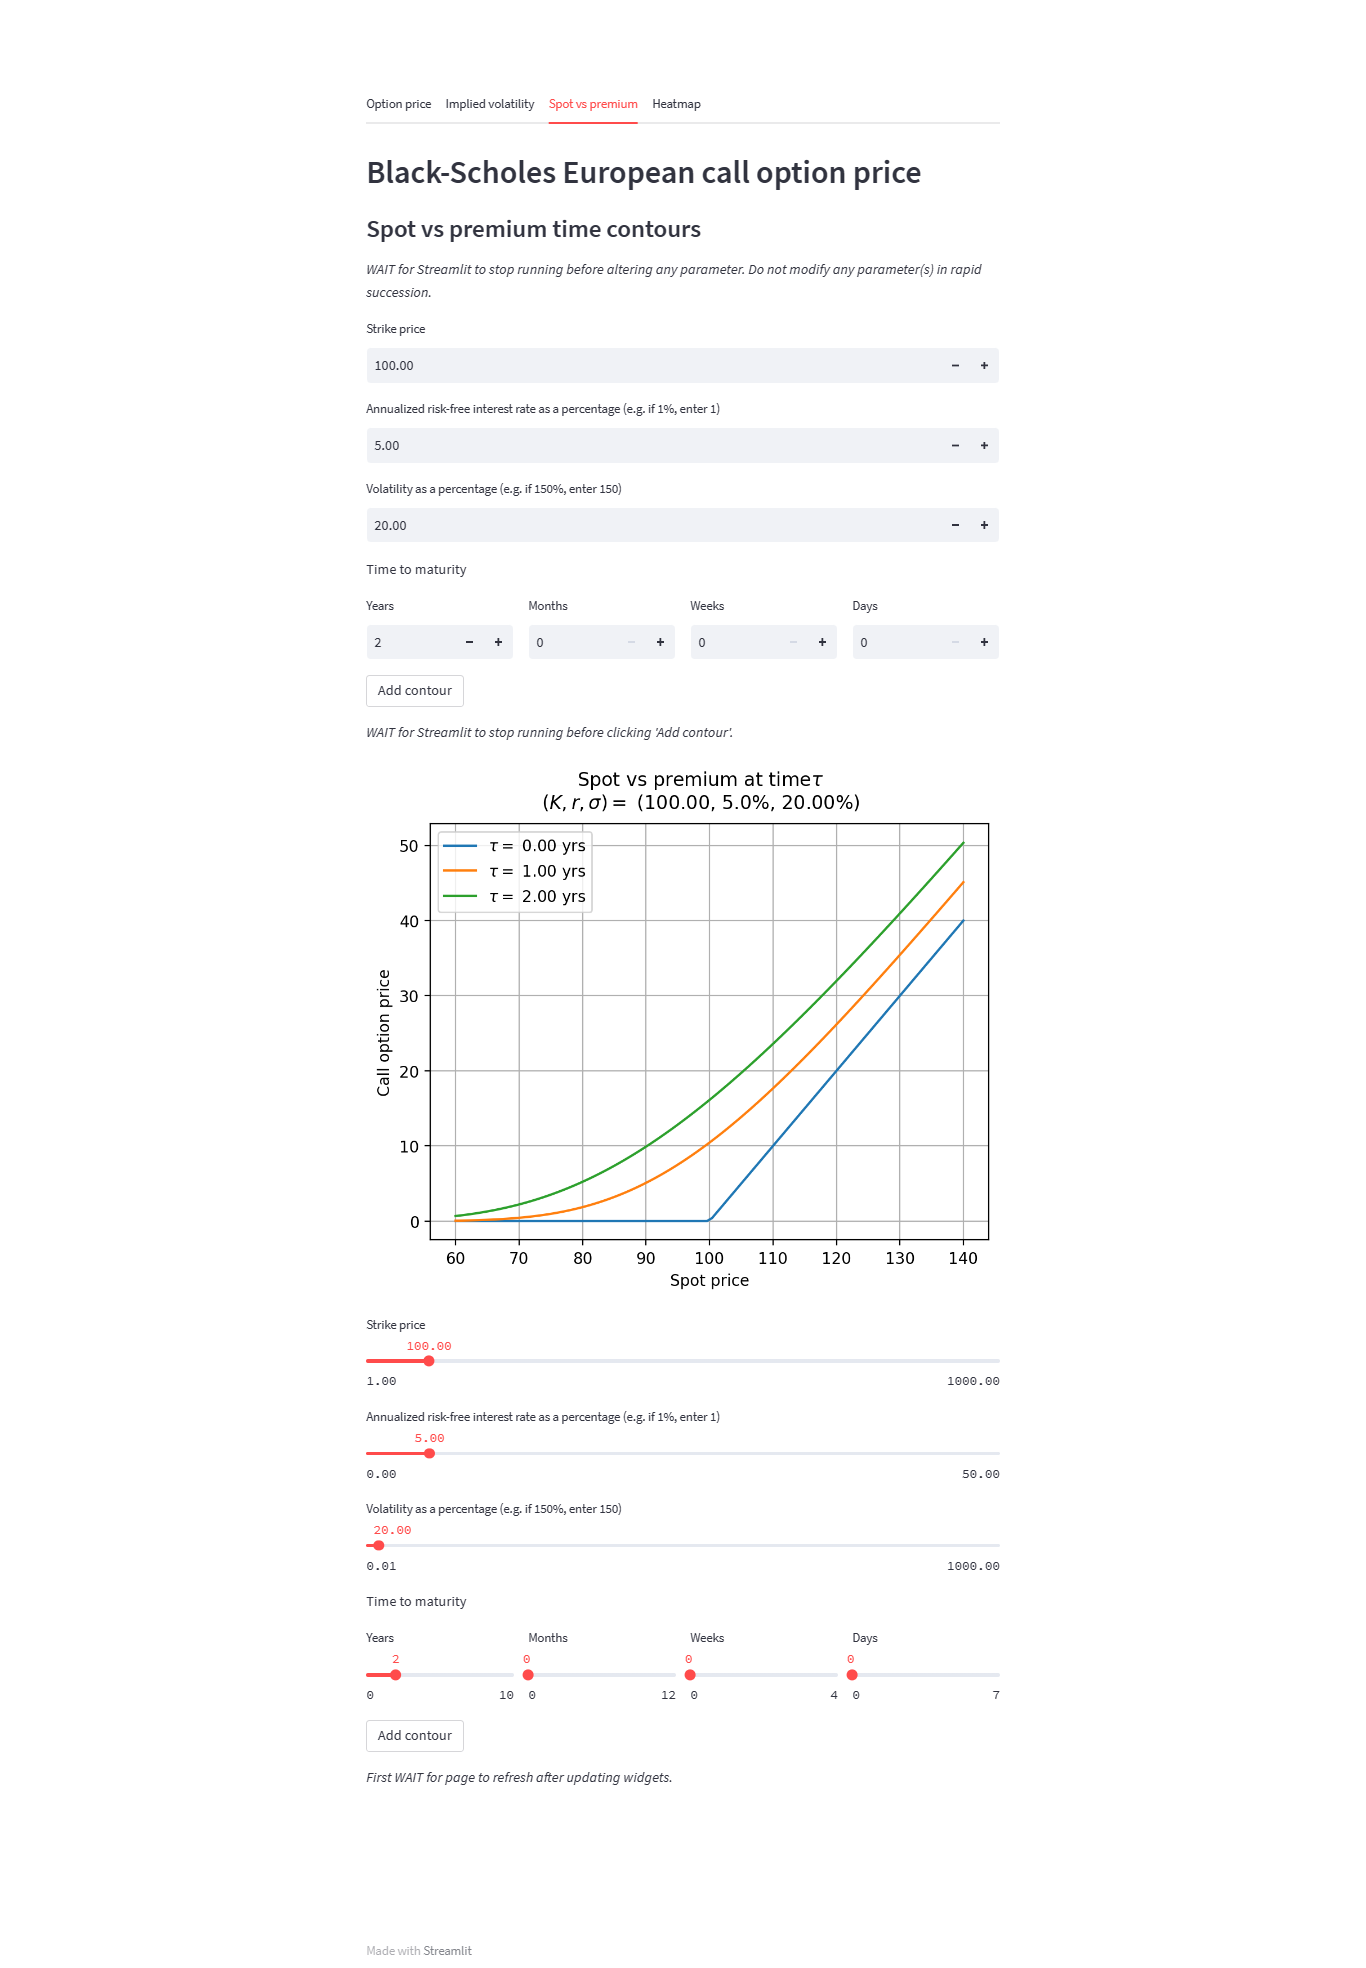 Option price Implied volatility Spot vs premium Heatmap
Black-Scholes European call option price
Spot vs premium time contours
WAIT for Streamlit to stop running before altering any parameter. Do not modify any parameter(s) in rapid
succession.
Strike price
100.00 − +
Annualized risk-free interest rate as a percentage (e.g. if 1%, enter 1)
5.00 − +
Volatility as a percentage (e.g. if 150%, enter 150)
20.00 − +
Time to maturity
Years Months Weeks Days
2 − + 0 − + 0 − + 0 − +
Add contour
WAIT for Streamlit to stop running before clicking 'Add contour'.
Spot vs premium at timeτ
(K, r, σ) = (100.00, 5.0%, 20.00%)
τ = 0.00 yrs
τ = 1.00 yrs
τ = 2.00 yrs
50
40
30
20
10
0
Call option price
60 70 80 90 100 110 120 130 140
Spot price
Strike price
100.00
1.00 1000.00
Annualized risk-free interest rate as a percentage (e.g. if 1%, enter 1)
5.00
0.00 50.00
Volatility as a percentage (e.g. if 150%, enter 150)
20.00
0.01 1000.00
Time to maturity
Years Months Weeks Days
2 0 0 0
0 10 0 12 0 4 0 7
Add contour
First WAIT for page to refresh after updating widgets.
Made with Streamlit